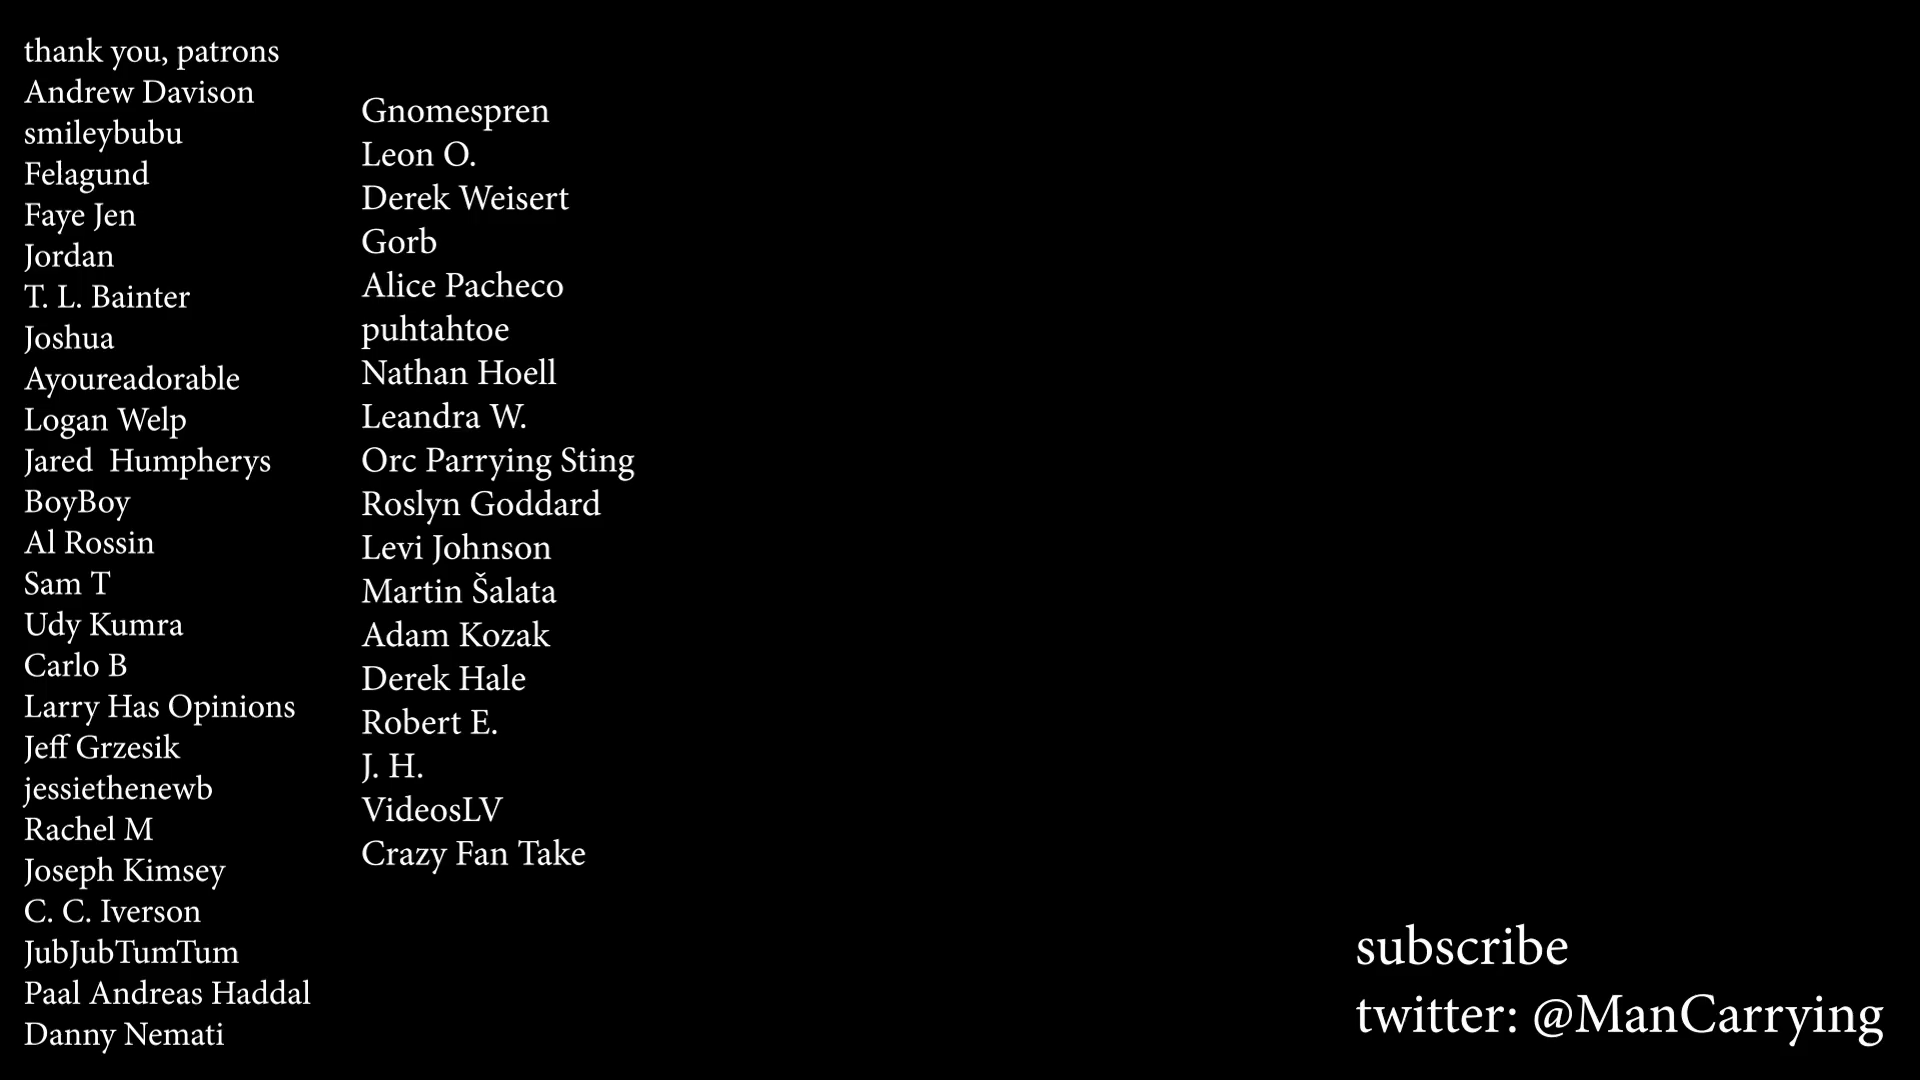 thank you, patrons
Andrew Davison
smileybubu
Felagund
Faye Jen
Jordan
T. L. Bainter
Joshua
Ayoureadorable
Logan Welp
Jared  Humpherys
BoyBoy
Al Rossin
Sam T
Udy Kumra
Carlo B
Larry Has Opinions
Jeff Grzesik
jessiethenewb
Rachel M
Joseph Kimsey
C. C. Iverson
JubJubTumTum
Paal Andreas Haddal
Danny Nemati
Gnomespren
Leon O.
Derek Weisert
Gorb
Alice Pacheco
puhtahtoe
Nathan Hoell
Leandra W.
Orc Parrying Sting
Roslyn Goddard
Levi Johnson
Martin Šalata
Adam Kozak
Derek Hale
Robert E.
J. H.
VideosLV
Crazy Fan Take
subscribe
twitter: @ManCarrying